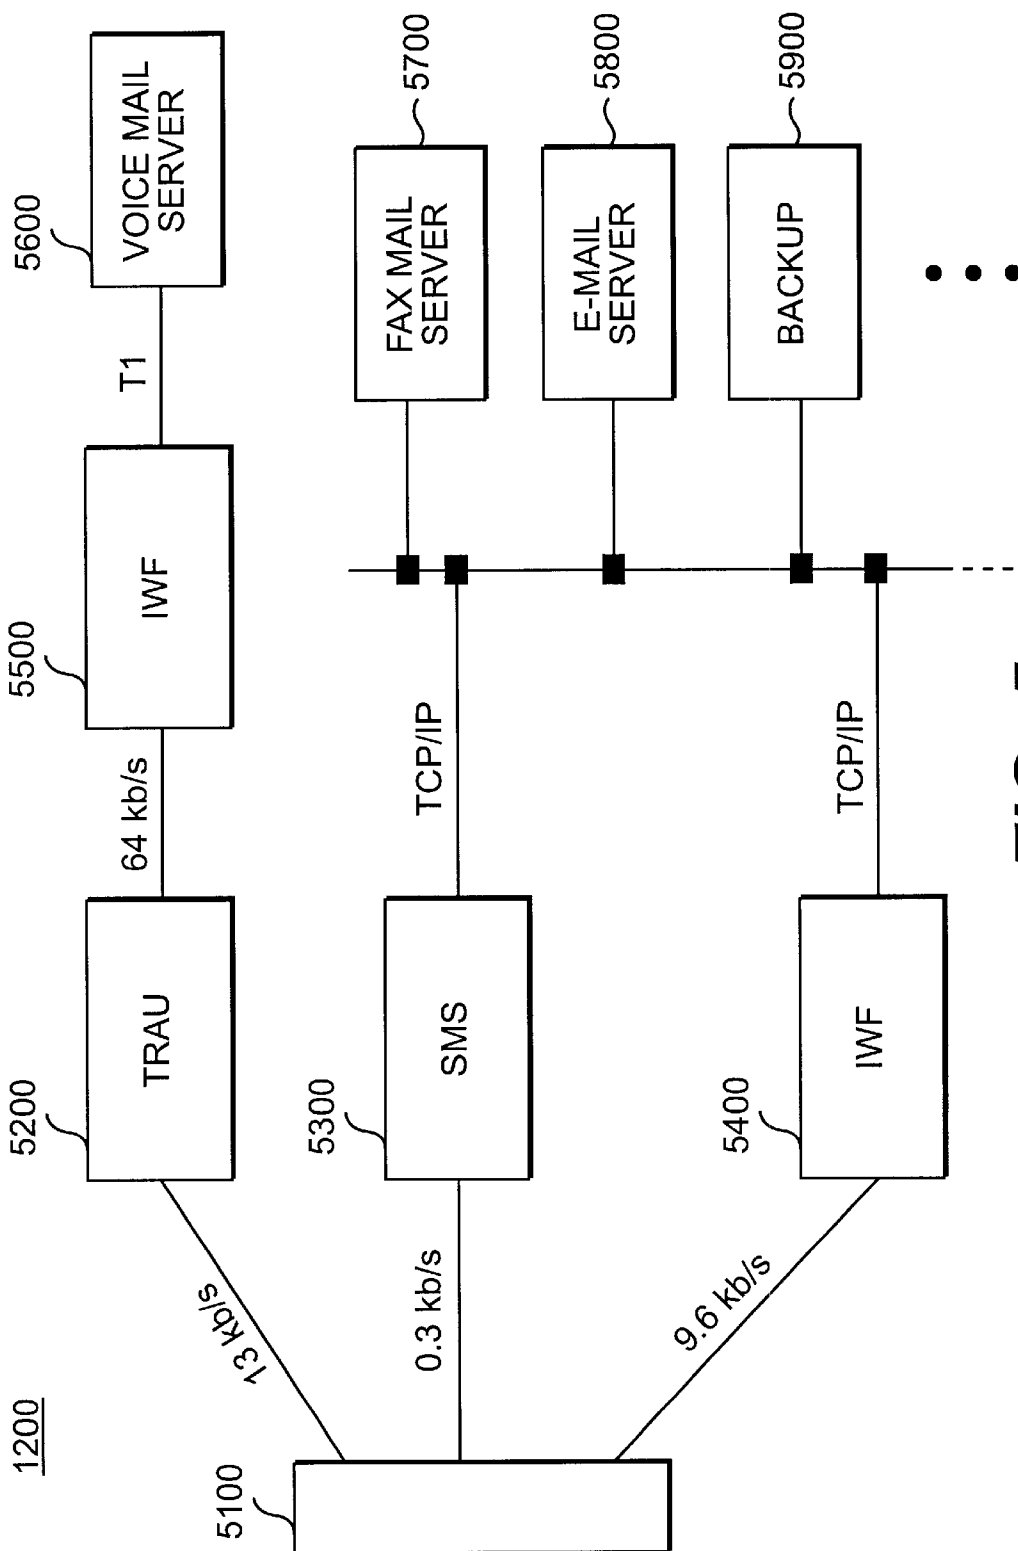 1200
5100
13 kb/s
0.3 kb/s
9.6 kb/s
5200
TRAU
5300
SMS
5400
IWF
64 kb/s
TCP/IP
TCP/IP
5500
IWF
T1
5600
VOICE MAIL
SERVER
FAX MAIL
SERVER
5700
E-MAIL
SERVER
5800
BACKUP
5900